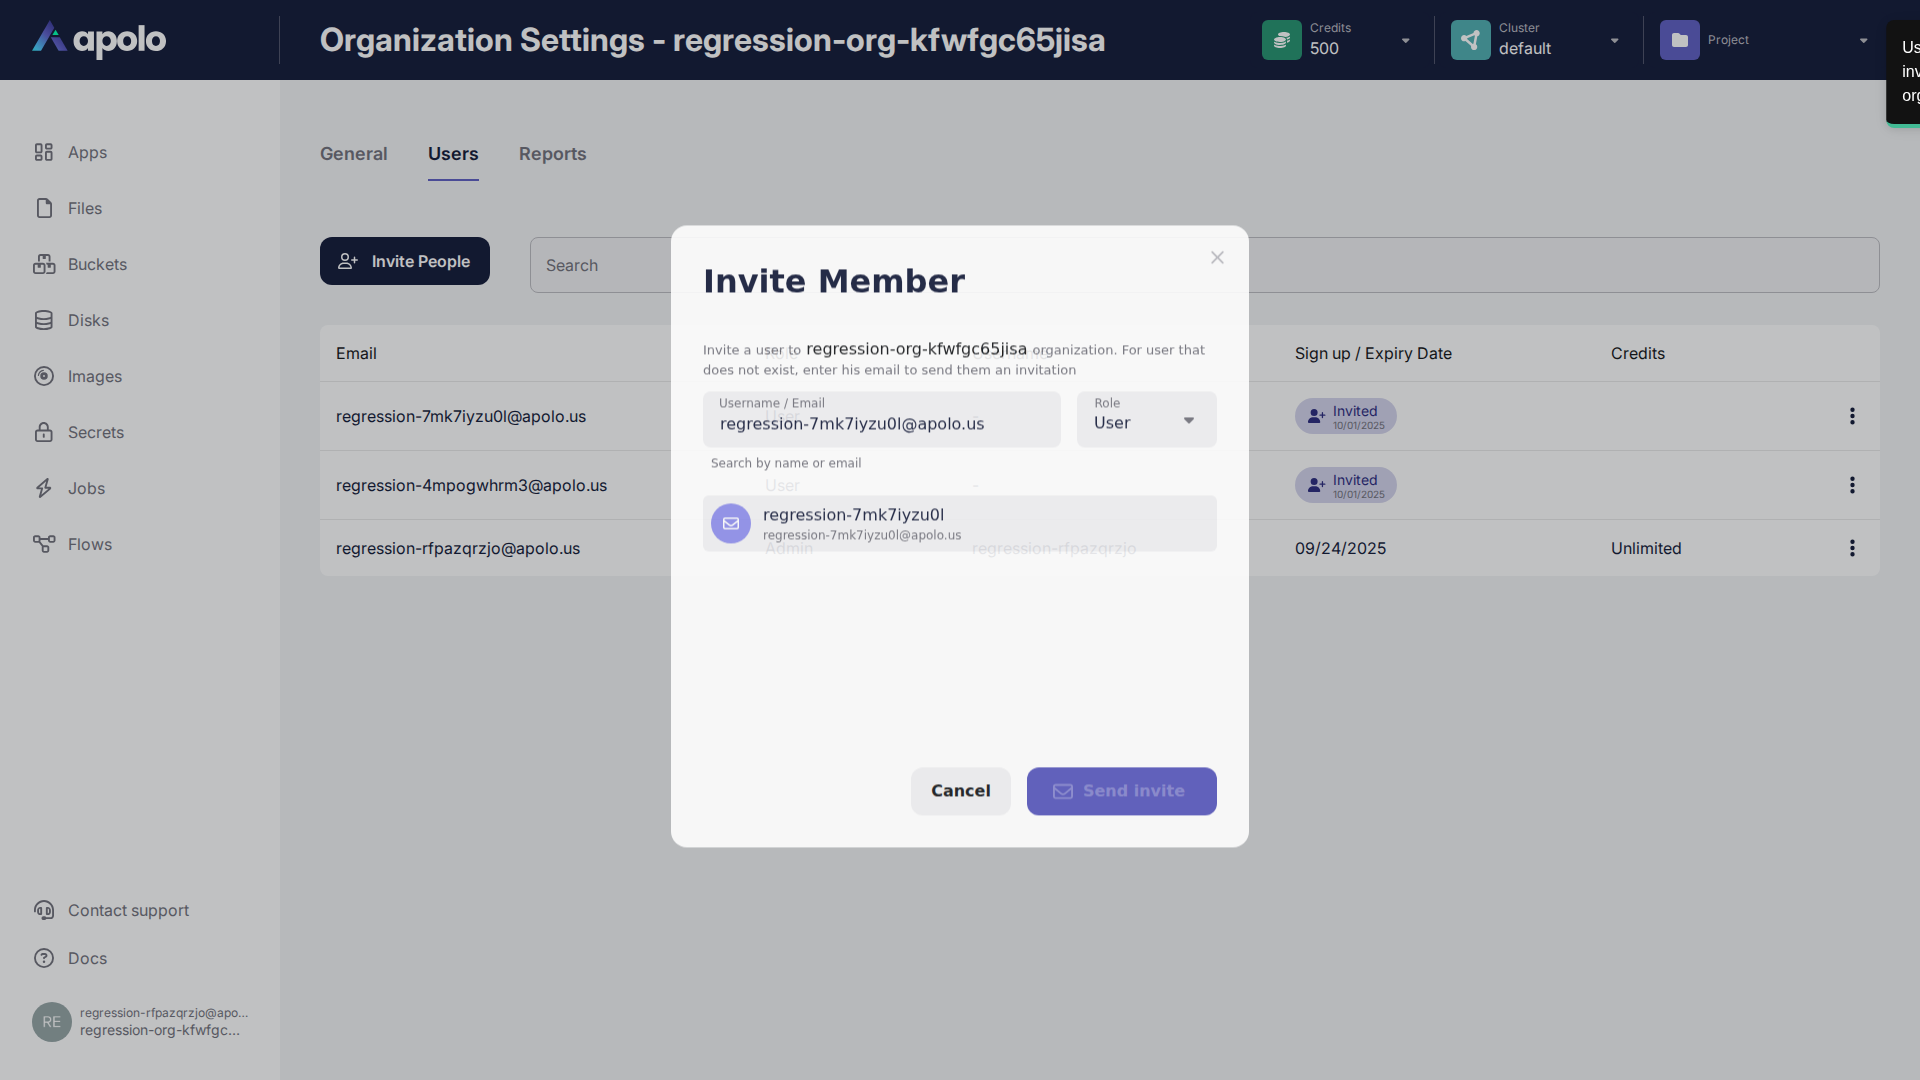 apolo
Organization Settings - regression-org-kfwfgc65jisa
Credits
500
Cluster
default
Project
Apps
Files
Buckets
Disks
Images
Secrets
Jobs
Flows
Contact support
Docs
RE
regression-rfpazqrzjo@apo...
regression-org-kfwfgc...
General
Users
Reports
Invite People
Search
Email
Sign up / Expiry Date
Credits
regression-7mk7iyzu0l@apolo.us
User
-
Invited
10/01/2025
regression-4mpogwhrm3@apolo.us
User
-
Invited
10/01/2025
regression-rfpazqrzjo@apolo.us
Admin
regression-rfpazqrzjo
09/24/2025
Unlimited
Invite Member
Invite a user to regression-org-kfwfgc65jisa organization. For user that
does not exist, enter his email to send them an invitation
Username / Email
regression-7mk7iyzu0l@apolo.us
Role
User
Search by name or email
regression-7mk7iyzu0l
regression-7mk7iyzu0l@apolo.us
Cancel
Send invite